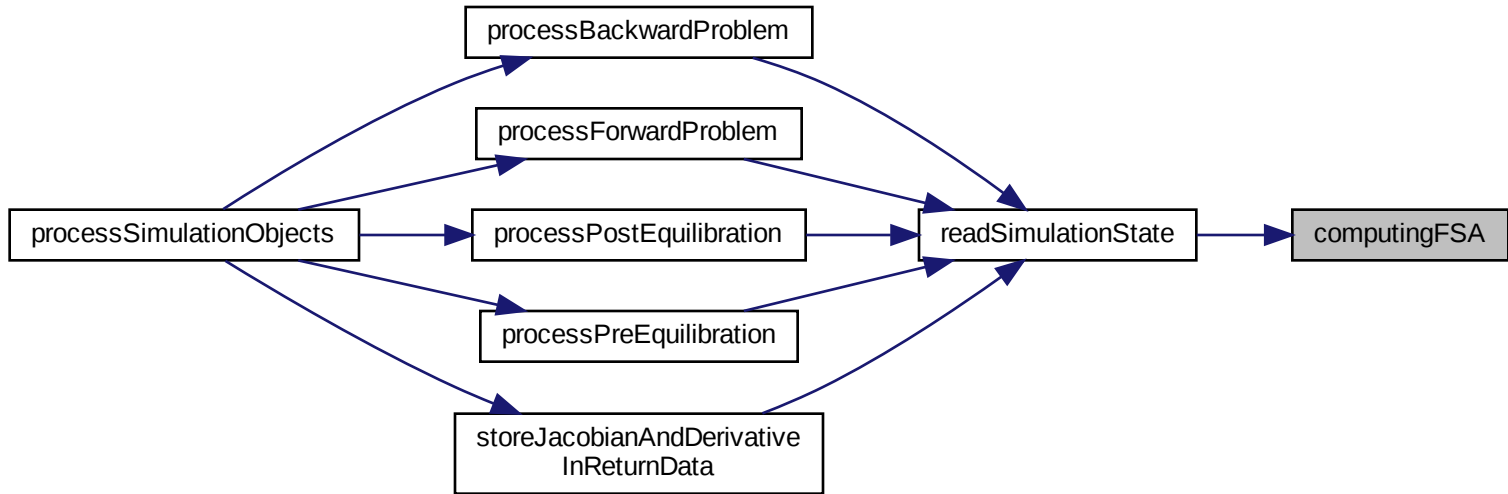 processBackwardProblem
processForwardProblem
processSimulationObjects
processPostEquilibration
readSimulationState
computingFSA
processPreEquilibration
storeJacobianAndDerivative
InReturnData